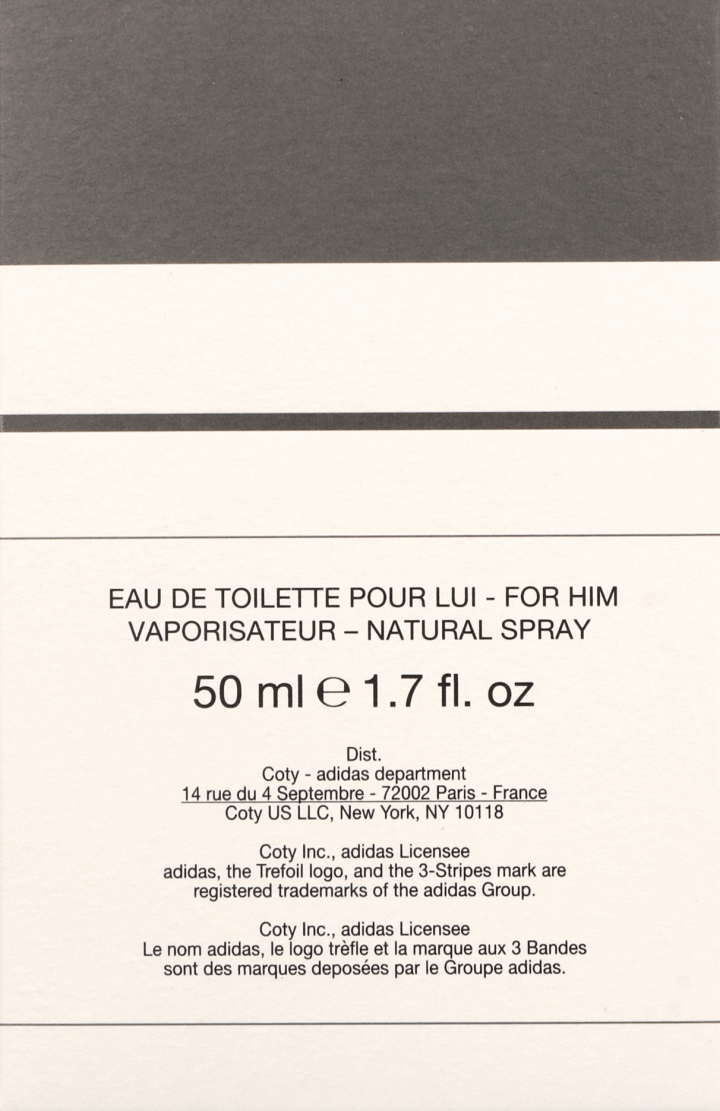 EAU DE TOILETTE POUR LUI - FOR HIM
VAPORISATEUR – NATURAL SPRAY
50 ml ℮ 1.7 fl. oz
Dist.
Coty - adidas department
14 rue du 4 Septembre - 72002 Paris - France
Coty US LLC, New York, NY 10118
Coty Inc., adidas Licensee
adidas, the Trefoil logo, and the 3-Stripes mark are
registered trademarks of the adidas Group.
Coty Inc., adidas Licensee
Le nom adidas, le logo trèfle et la marque aux 3 Bandes
sont des marques deposées par le Groupe adidas.